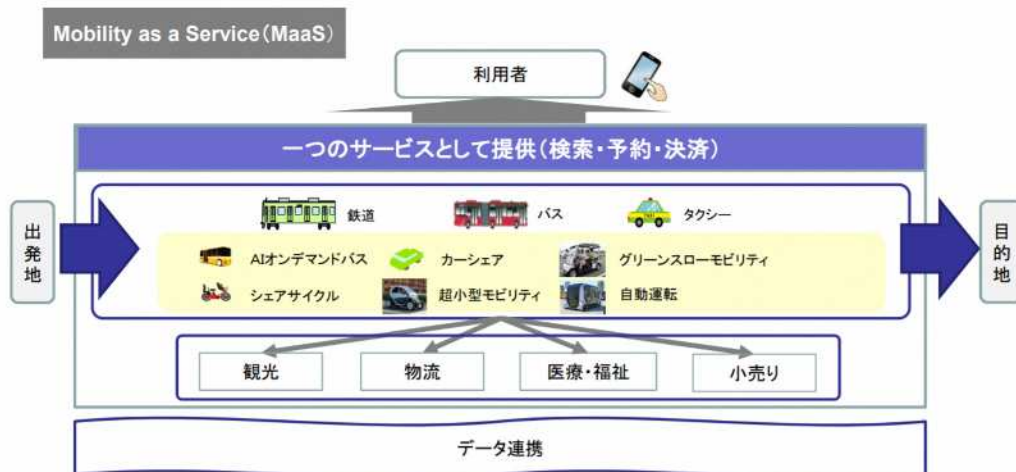 Mobility as a Service（MaaS）
利用者
一つのサービスとして提供（検索・予約・決済）
出発地
鉄道
バス
TAXI
タクシー
目的地
AIオンデマンドバス
カーシェア
グリーンスローモビリティ
シェアサイクル
超小型モビリティ
自動運転
観光
物流
医療・福祉
小売り
データ連携